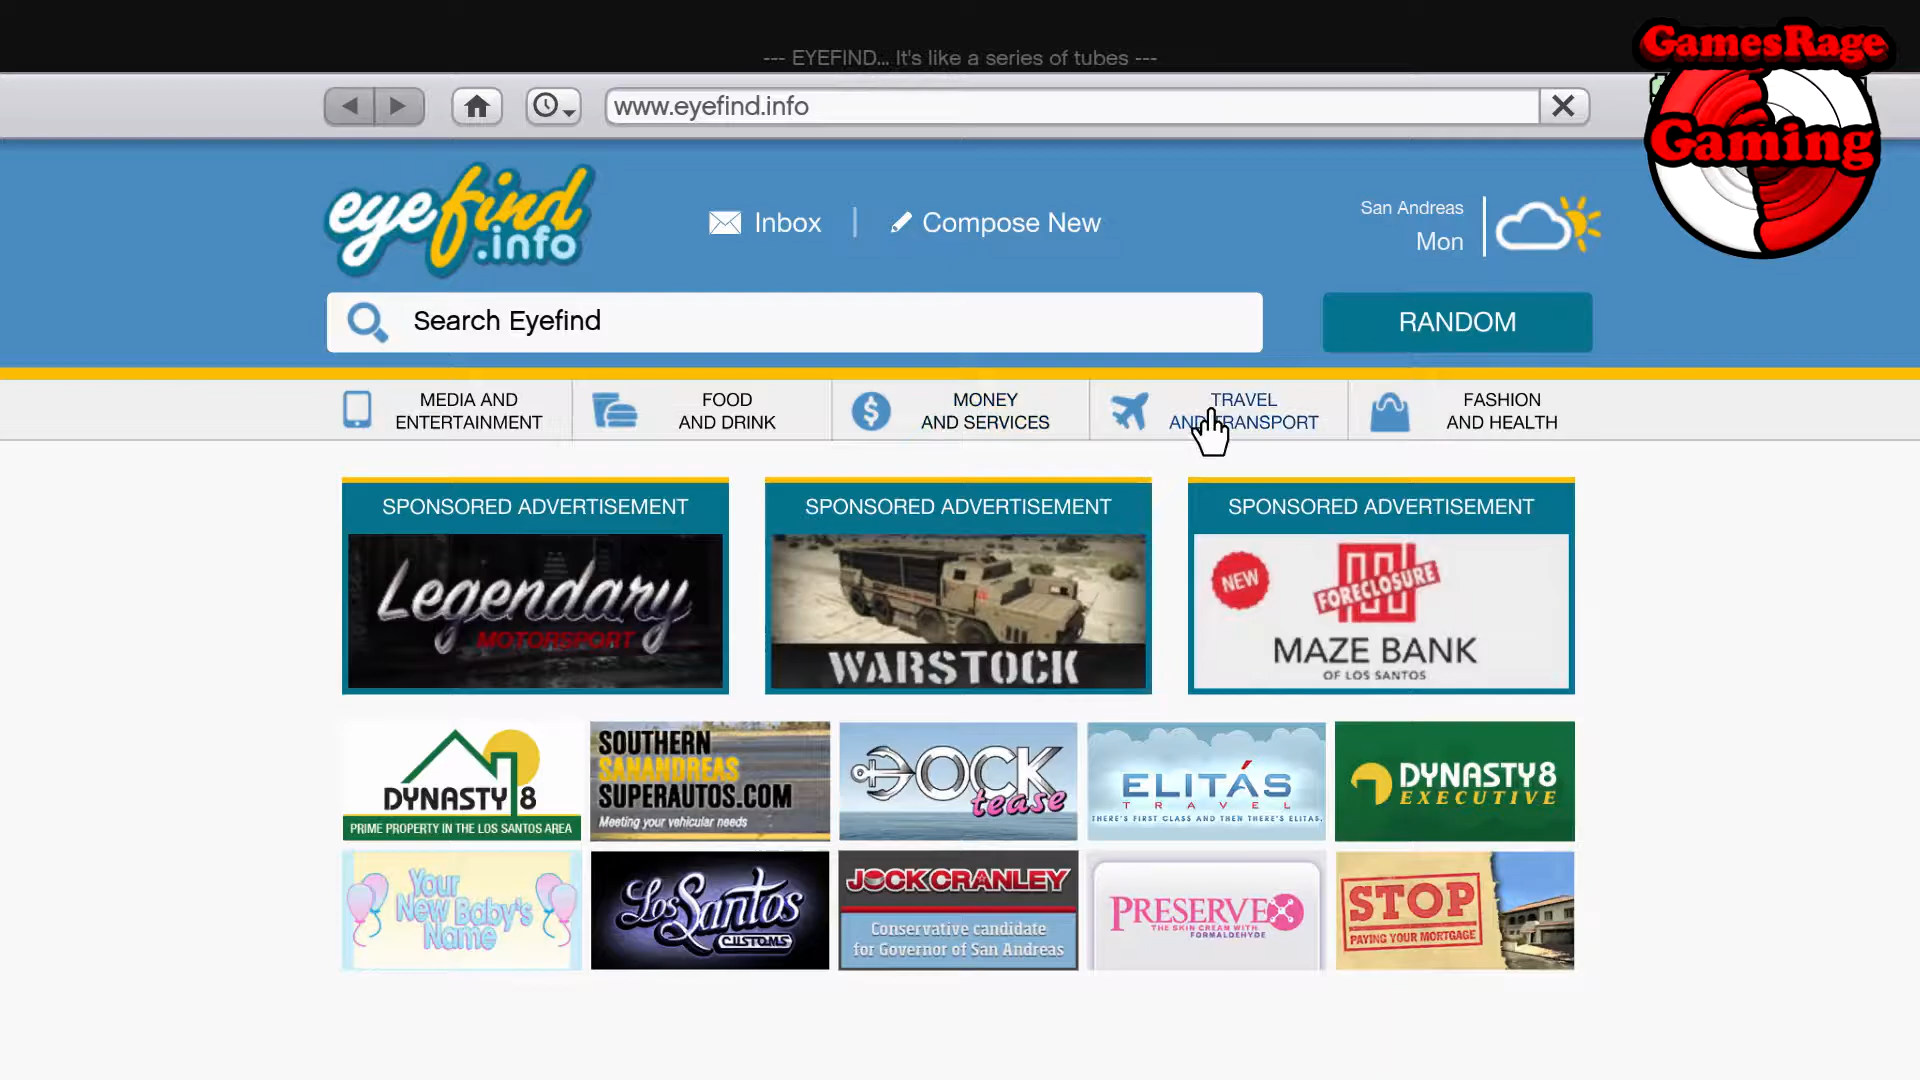 --- EYEFIND... It's like a series of tubes ---
GamesRage
Gaming
www.eyefind.info
eyefind
.info
Inbox
Compose New
San Andreas
Mon
Search Eyefind
RANDOM
MEDIA AND
ENTERTAINMENT
FOOD
AND DRINK
MONEY
AND SERVICES
TRAVEL
AND TRANSPORT
FASHION
AND HEALTH
SPONSORED ADVERTISEMENT
Legendary
MOTORSPORT
SPONSORED ADVERTISEMENT
WARSTOCK
SPONSORED ADVERTISEMENT
NEW
FORECLOSURE
MAZE BANK
OF LOS SANTOS
DYNASTY 8
PRIME PROPERTY IN THE LOS SANTOS AREA
SOUTHERN
SANANDREAS
SUPERAUTOS.COM
Meeting your vehicular needs
DOCK
tease
ELITÁS
TRAVEL
THERE'S FIRST CLASS AND THEN THERE'S ELITAS.
DYNASTY8
EXECUTIVE
Your
New Baby's
Name
Los Santos
CUSTOMS
JOCK CRANLEY
Conservative candidate
for Governor of San Andreas
PRESERVEX
THE SKIN CREAM WITH
FORMALDEHYDE
STOP
PAYING YOUR MORTGAGE